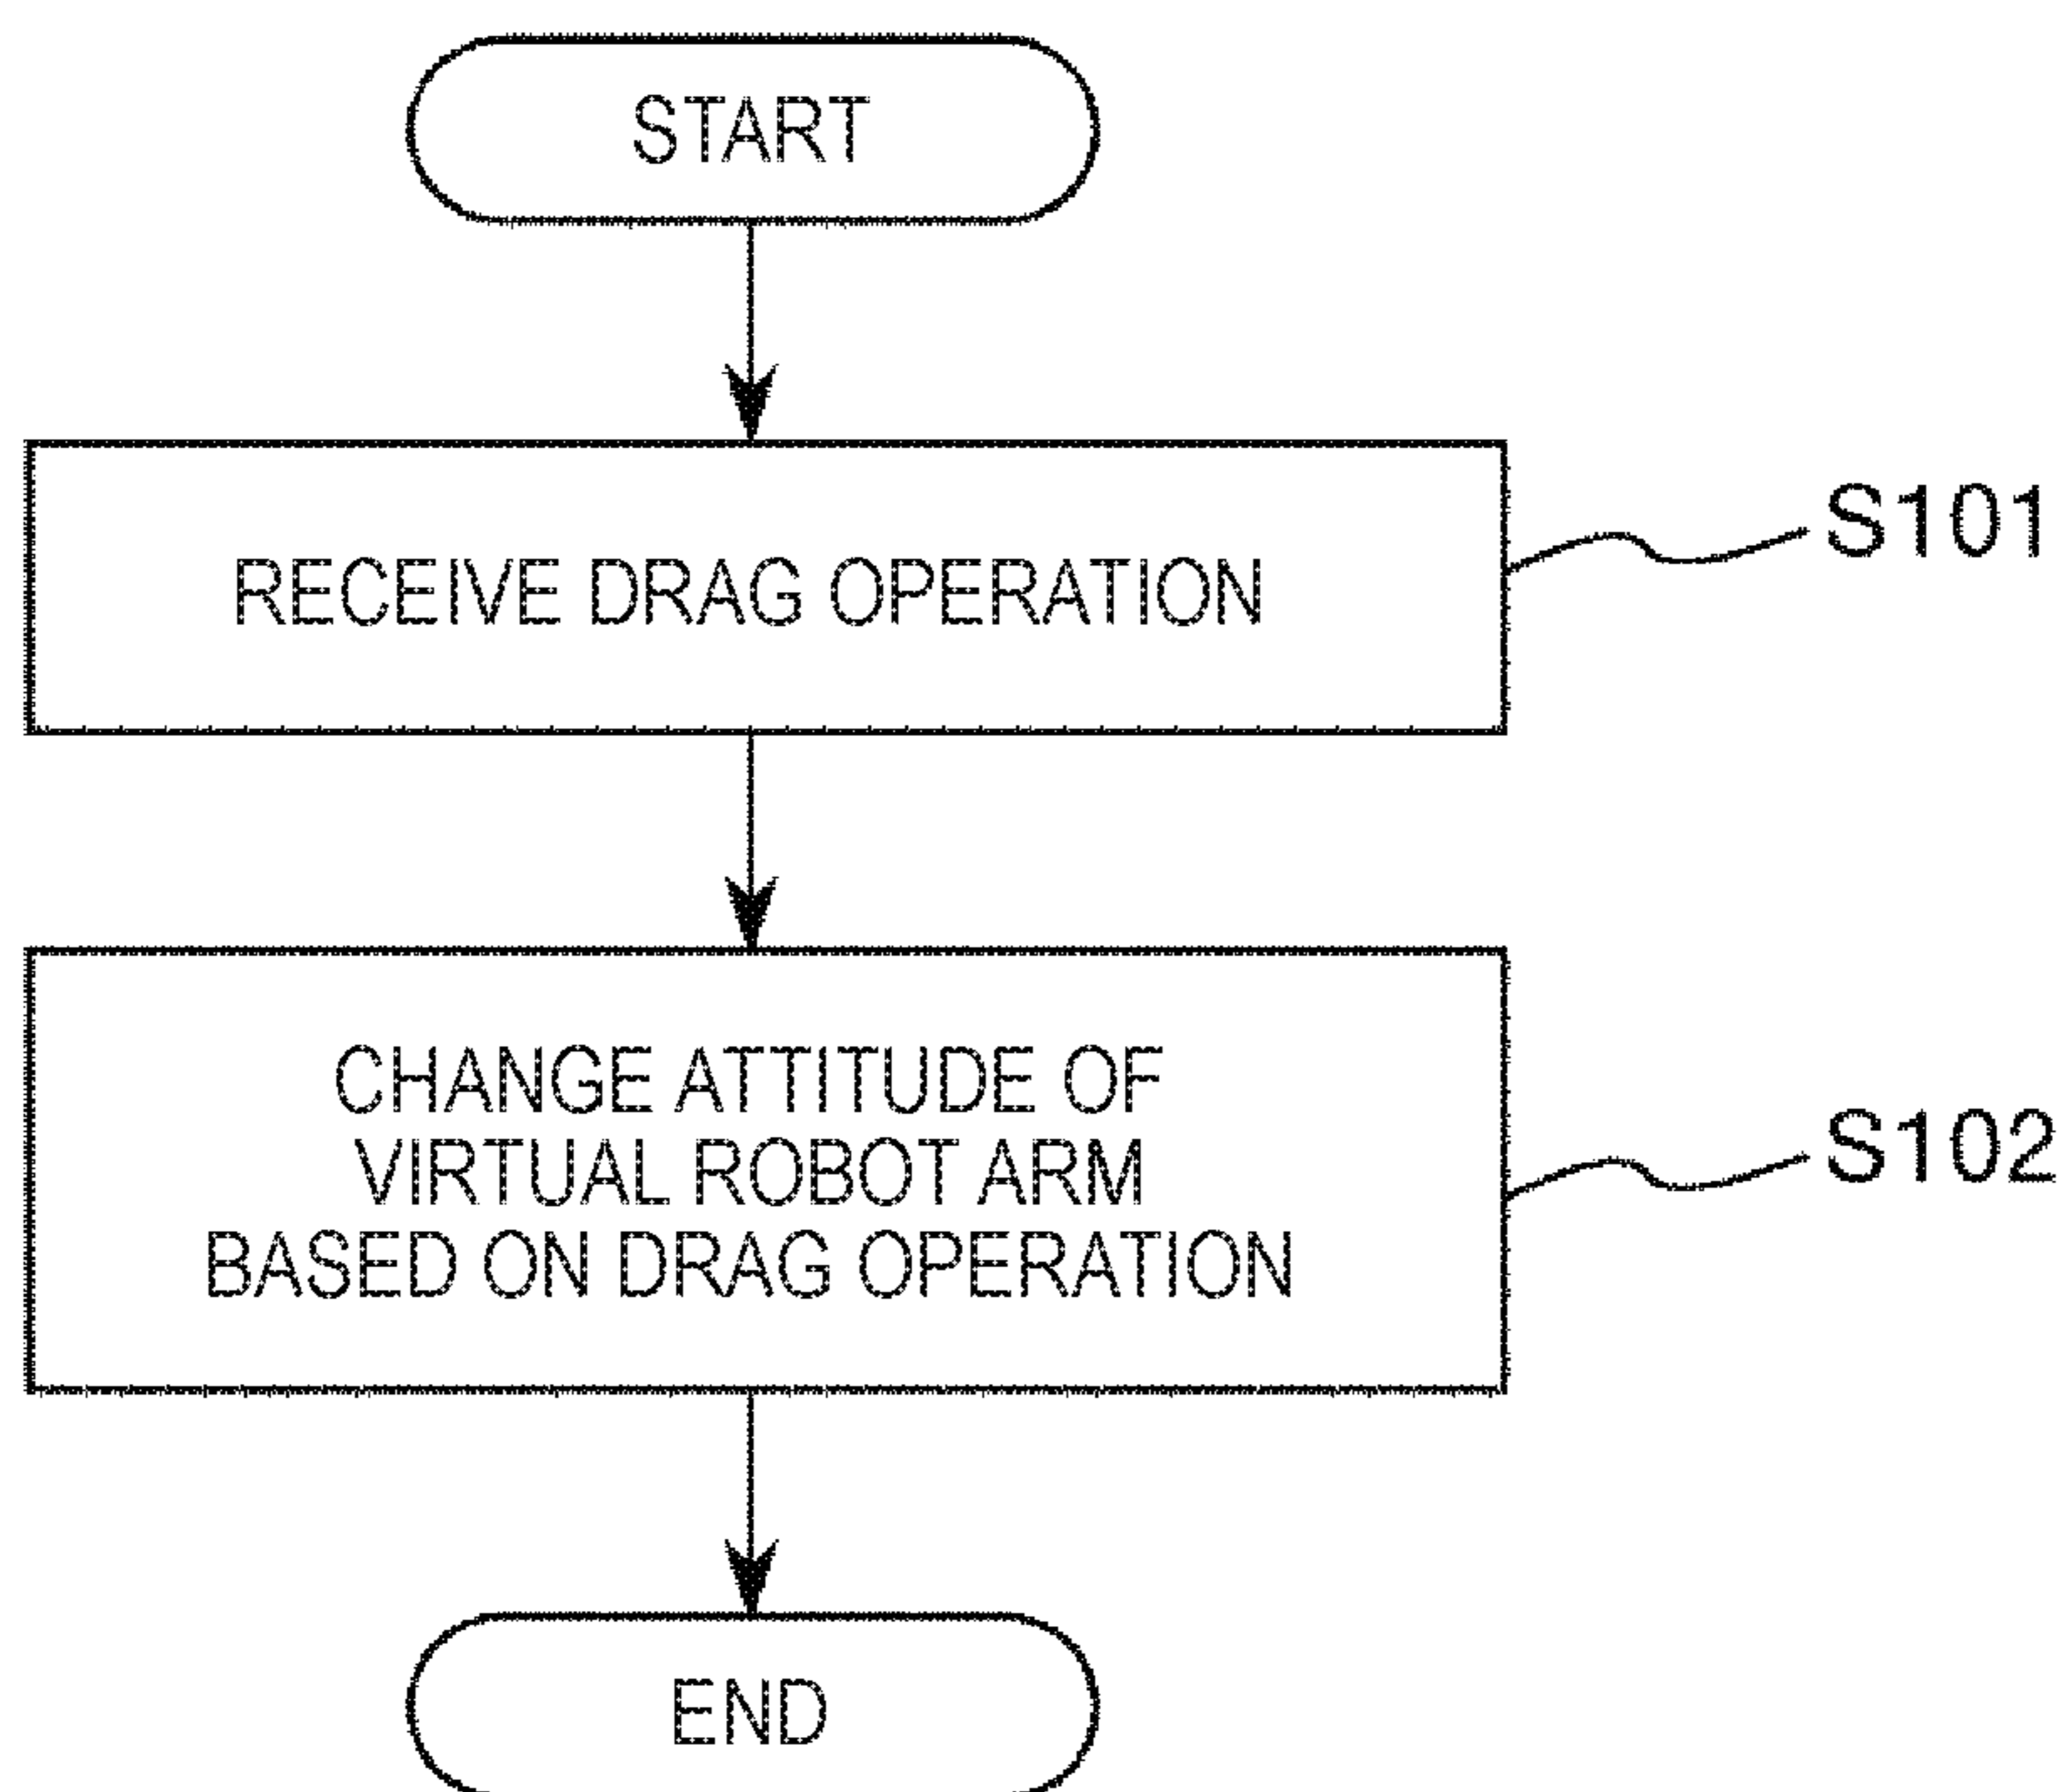 START
RECEIVE DRAG OPERATION
S101
CHANGE ATTITUDE OF
VIRTUAL ROBOT ARM
BASED ON DRAG OPERATION
S102
END